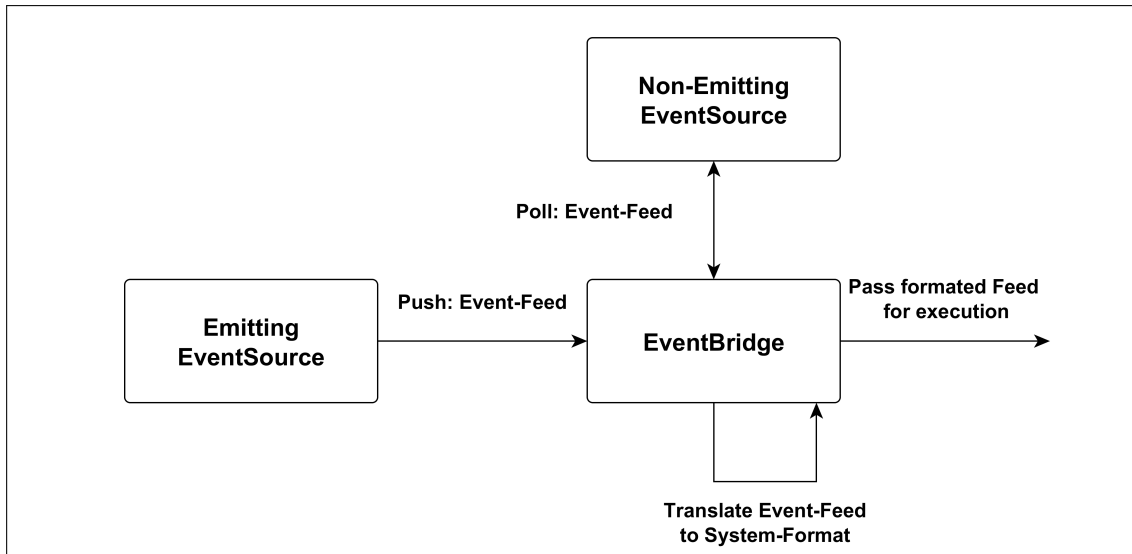 Non-Emitting
EventSource
Poll: Event-Feed
Emitting
EventSource
Push: Event-Feed
EventBridge
Pass formated Feed
for execution
Translate Event-Feed
to System-Format